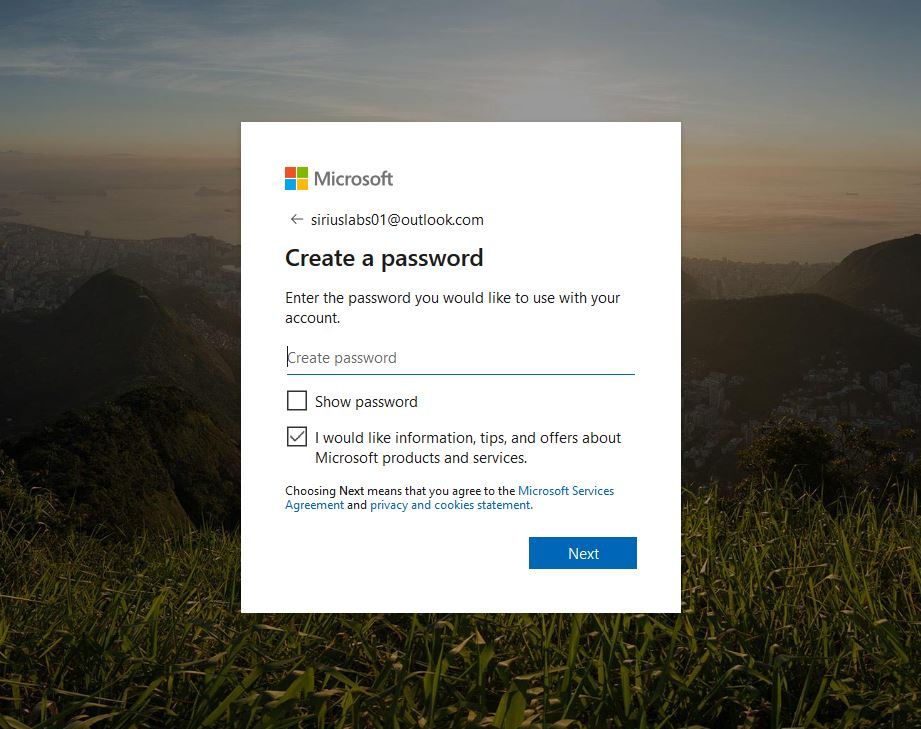 Microsoft
siriuslabs01@outlook.com
Create a password
Enter the password you would like to use with your
account.
Create password
Show password
I would like information, tips, and offers about
Microsoft products and services.
Choosing Next means that you agree to the Microsoft Services
Agreement and privacy and cookies statement.
Next